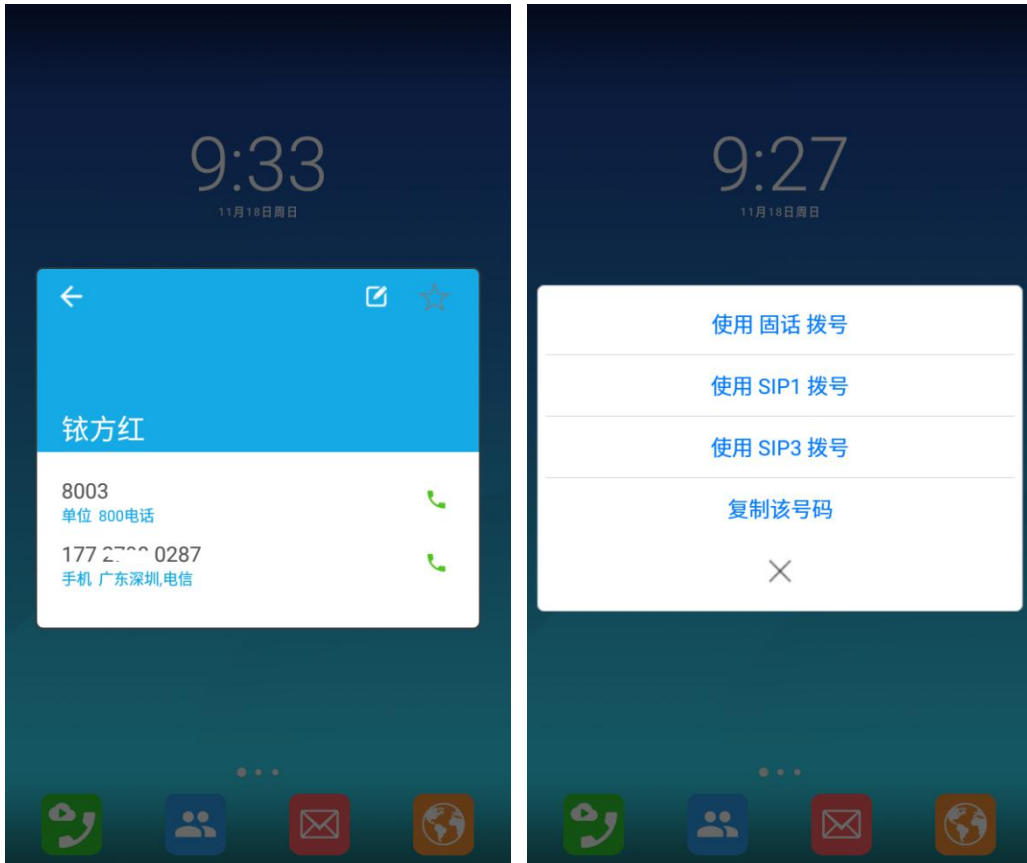 9:33
11月18日周日
铱方红
8003
单位 800电话
177 0287
手机 广东深圳,电信
9:27
11月18日周日
使用 固话 拨号
使用 SIP1 拨号
使用 SIP3 拨号
复制该号码